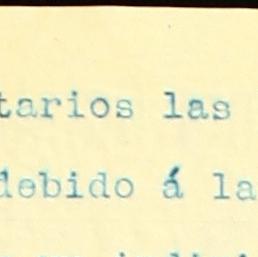 tarios las
debido á la